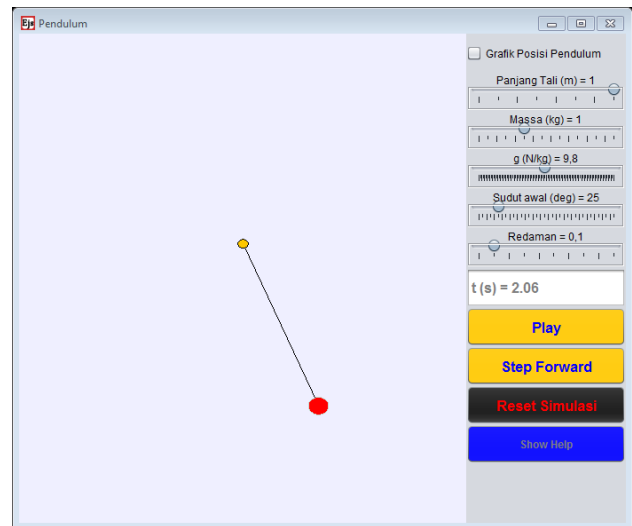 Ejs Pendulum
Grafik Posisi Pendulum
Panjang Tali (m) = 1
Massa (kg) = 1
g (N/kg) = 9,8
Sudut awal (deg) = 25
Redaman = 0,1
t (s) = 2.06
Play
Step Forward
Reset Simulasi
Show Help